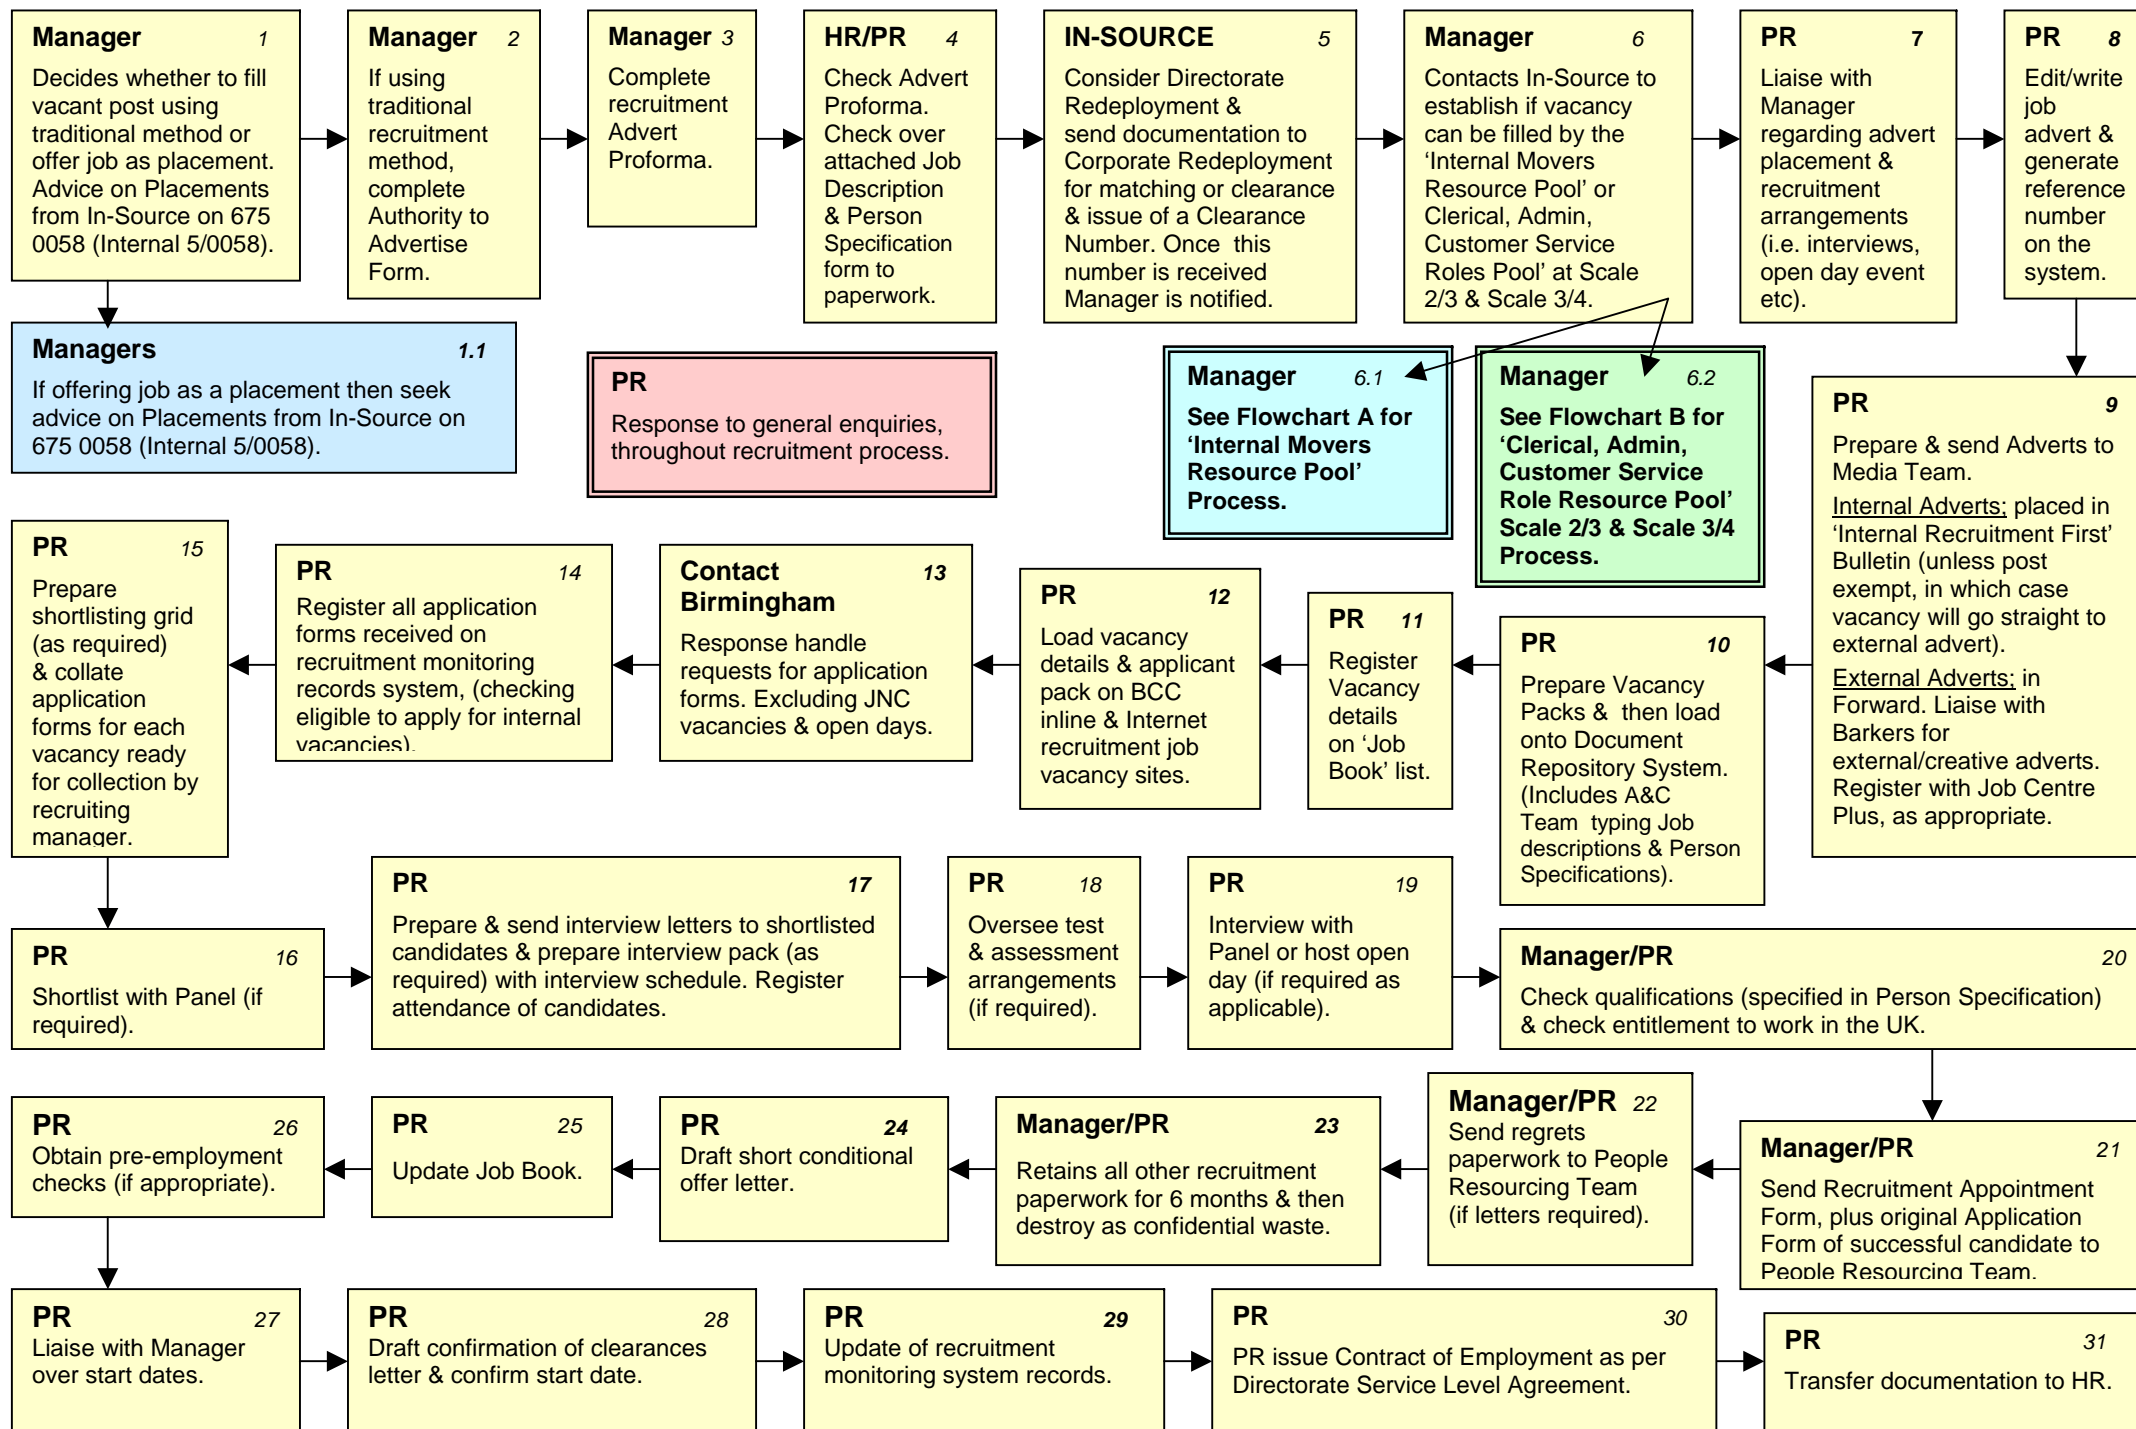 Manager 1
Decides whether to fill
vacant post using
traditional method or
offer job as placement.
Advice on Placements
from In-Source on 675
0058 (Internal 5/0058).
Manager 2
If using
traditional
recruitment
method,
complete
Authority to
Advertise
Form.
Manager 3
Complete
recruitment
Advert
Proforma.
HR/PR 4
Check Advert
Proforma.
Check over
attached Job
Description
& Person
Specification
form to
paperwork.
IN-SOURCE 5
Consider Directorate
Redeployment &
send documentation to
Corporate Redeployment
for matching or clearance
& issue of a Clearance
Number. Once this
number is received
Manager is notified.
Manager 6
Contacts In-Source to
establish if vacancy
can be filled by the
‘Internal Movers
Resource Pool’ or
Clerical, Admin,
Customer Service
Roles Pool’ at Scale
2/3 & Scale 3/4.
PR 7
Liaise with
Manager
regarding advert
placement &
recruitment
arrangements
(i.e. interviews,
open day event
etc).
PR 8
Edit/write
job
advert &
generate
reference
number
on the
system.
Managers 1.1
If offering job as a placement then seek
advice on Placements from In-Source on
675 0058 (Internal 5/0058).
PR
Response to general enquiries,
throughout recruitment process.
Manager 6.1
See Flowchart A for
‘Internal Movers
Resource Pool’
Process.
Manager 6.2
See Flowchart B for
‘Clerical, Admin,
Customer Service
Role Resource Pool’
Scale 2/3 & Scale 3/4
Process.
PR 9
Prepare & send Adverts to
Media Team.
Internal Adverts; placed in
‘Internal Recruitment First’
Bulletin (unless post
exempt, in which case
vacancy will go straight to
external advert).
External Adverts; in
Forward. Liaise with
Barkers for
external/creative adverts.
Register with Job Centre
Plus, as appropriate.
PR 10
Prepare Vacancy
Packs & then load
onto Document
Repository System.
(Includes A&C
Team typing Job
descriptions & Person
Specifications).
PR 11
Register
Vacancy
details
on ‘Job
Book’ list.
PR 12
Load vacancy
details & applicant
pack on BCC
inline & Internet
recruitment job
vacancy sites.
Contact 13
Birmingham
Response handle
requests for application
forms. Excluding JNC
vacancies & open days.
PR 14
Register all application
forms received on
recruitment monitoring
records system, (checking
eligible to apply for internal
vacancies).
PR 15
Prepare
shortlisting grid
(as required)
& collate
application
forms for each
vacancy ready
for collection by
recruiting
manager.
PR 16
Shortlist with Panel (if
required).
PR 17
Prepare & send interview letters to shortlisted
candidates & prepare interview pack (as
required) with interview schedule. Register
attendance of candidates.
PR 18
Oversee test
& assessment
arrangements
(if required).
PR 19
Interview with
Panel or host open
day (if required as
applicable).
Manager/PR 20
Check qualifications (specified in Person Specification)
& check entitlement to work in the UK.
Manager/PR 21
Send Recruitment Appointment
Form, plus original Application
Form of successful candidate to
People Resourcing Team.
Manager/PR 22
Send regrets
paperwork to People
Resourcing Team
(if letters required).
Manager/PR 23
Retains all other recruitment
paperwork for 6 months & then
destroy as confidential waste.
PR 24
Draft short conditional
offer letter.
PR 25
Update Job Book.
PR 26
Obtain pre-employment
checks (if appropriate).
PR 27
Liaise with Manager
over start dates.
PR 28
Draft confirmation of clearances
letter & confirm start date.
PR 29
Update of recruitment
monitoring system records.
PR 30
PR issue Contract of Employment as per
Directorate Service Level Agreement.
PR 31
Transfer documentation to HR.